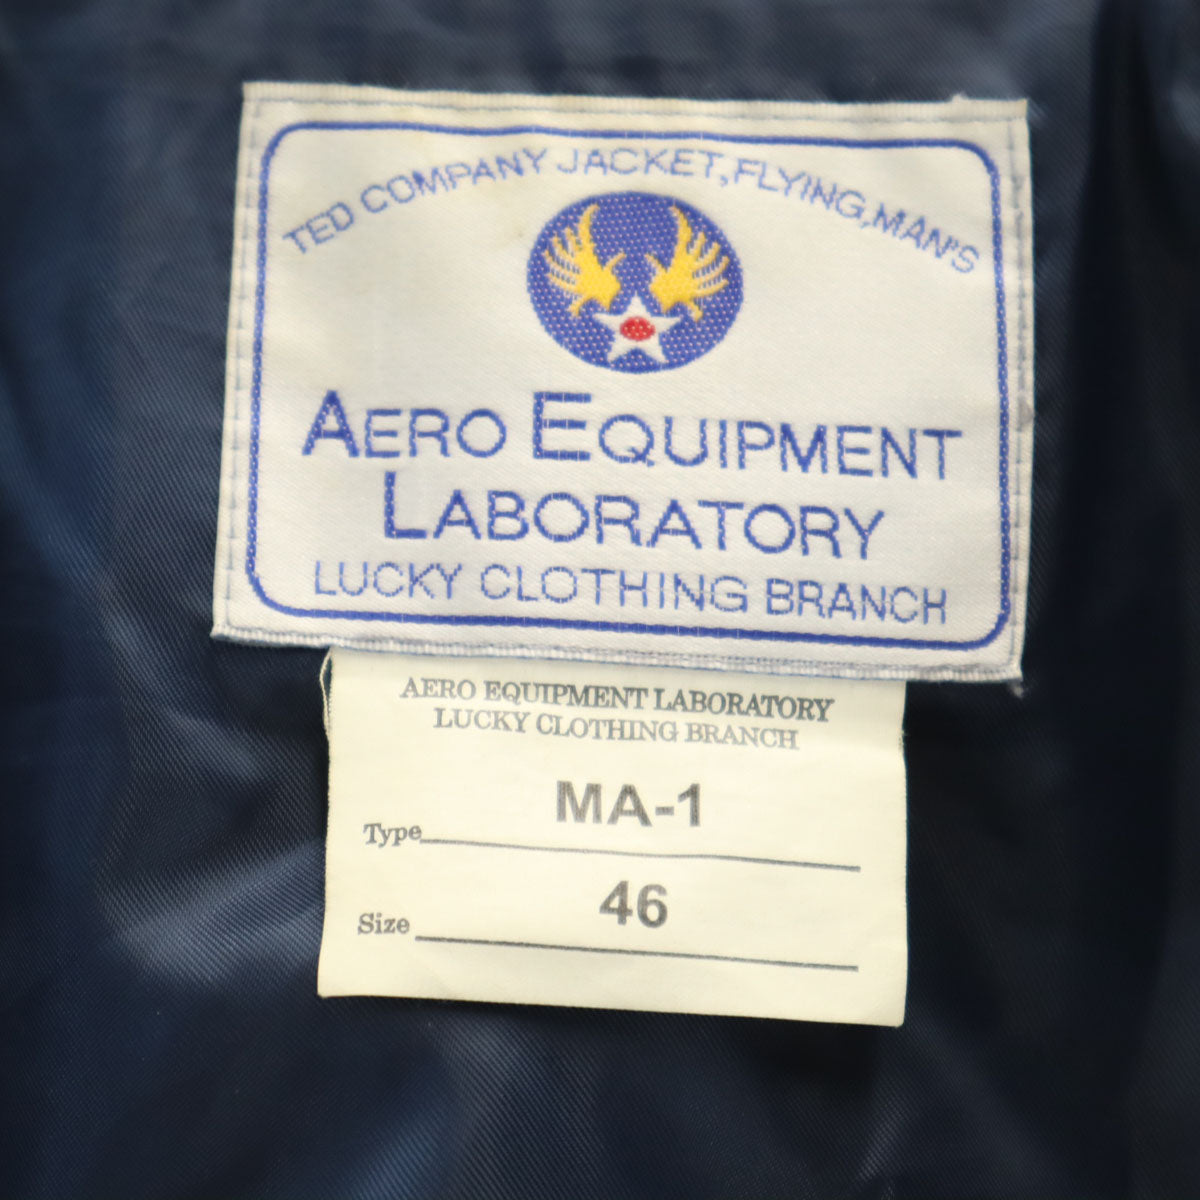 TED COMPANY JACKET,FLYING,MAN'S
AERO EQUIPMENT
LABORATORY
LUCKY CLOTHING BRANCH
AERO EQUIPMENT LABORATORY
LUCKY CLOTHING BRANCH
Type MA-1
Size 46